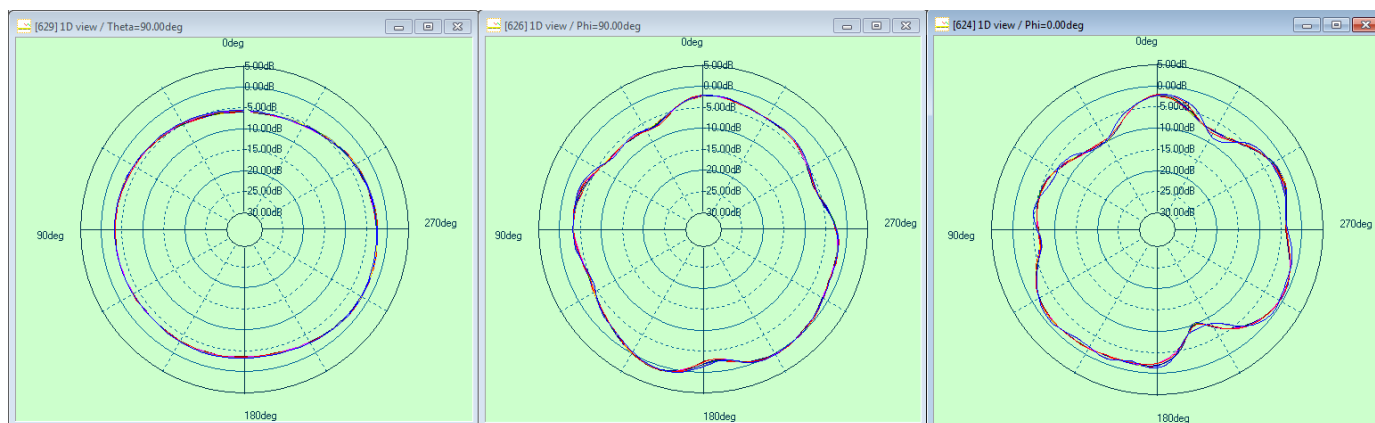 [629] 1D view / Theta=90.00deg
0deg
5.00dB
0.00dB
5.00dB
10.00dB
15.00dB
20.00dB
25.00dB
30.00dB
90deg
270deg
180deg
[626] 1D view / Phi=90.00deg
0deg
5.00dB
0.00dB
5.00dB
10.00dB
15.00dB
20.00dB
25.00dB
30.00dB
90deg
270deg
180deg
[624] 1D view / Phi=0.00deg
0deg
5.00dB
0.00dB
5.00dB
10.00dB
15.00dB
20.00dB
25.00dB
30.00dB
90deg
270deg
180deg